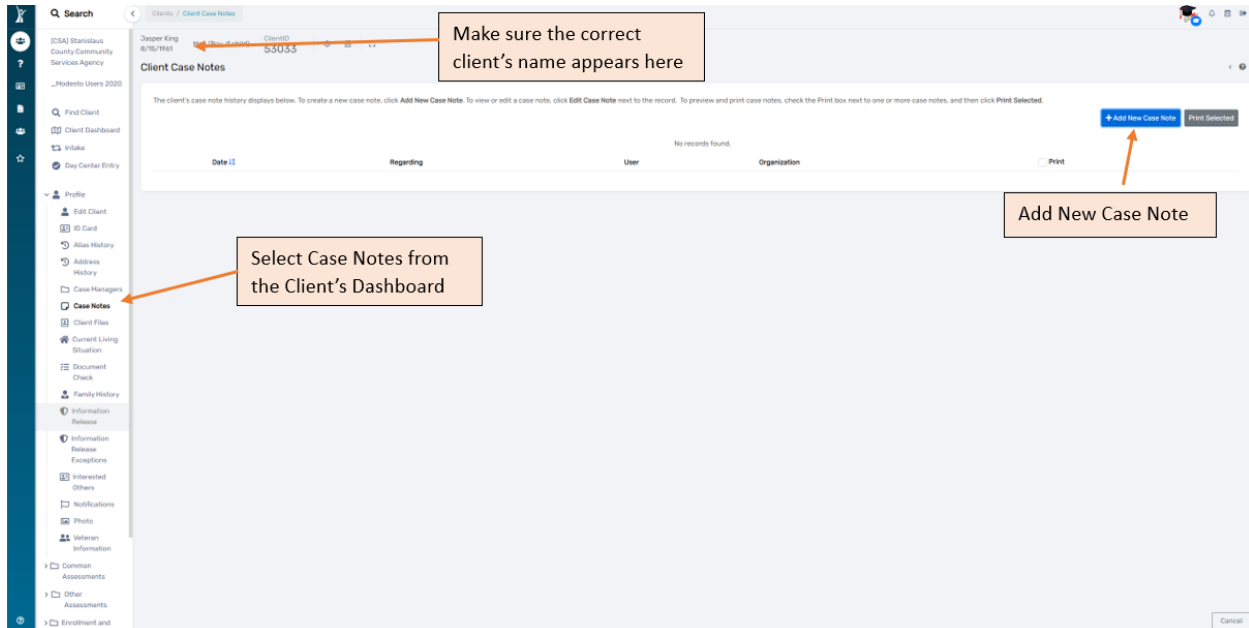 Search
Clients / Client Case Notes
[CSA] Stanislaus
County Community
Services Agency
_Modesto Users 2020
Find Client
Client Dashboard
Intake
Day Center Entry
Profile
Edit Client
ID Card
Alias History
Address
History
Case Managers
Case Notes
Client Files
Current Living
Situation
Document
Check
Family History
Information
Release
Information
Release
Exceptions
Interested
Others
Notifications
Photo
Veteran
Information
Common
Assessments
Other
Assessments
Enrollment and
Jasper King
8/15/1961
ClientID
53033
Make sure the correct
client's name appears here
Client Case Notes
The client's case note history displays below. To create a new case note, click Add New Case Note. To view or edit a case note, click Edit Case Note next to the record. To preview and print case notes, check the Print box next to one or more case notes, and then click Print Selected.
+ Add New Case Note
Print Selected
No records found.
Date Regarding User Organization Print
Add New Case Note
Select Case Notes from
the Client's Dashboard
Cancel